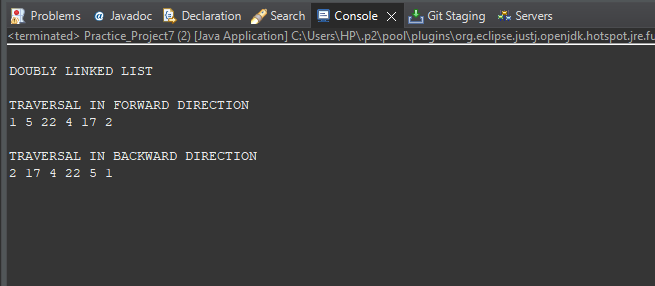 Problems @ Javadoc Declaration Search Console Git Staging Servers
<terminated> Practice_Project7 (2) [Java Application] C:\Users\HP\.p2\pool\plugins\org.eclipse.justj.openjdk.hotspot.jre.fu
DOUBLY LINKED LIST
TRAVERSAL IN FORWARD DIRECTION
1 5 22 4 17 2
TRAVERSAL IN BACKWARD DIRECTION
2 17 4 22 5 1